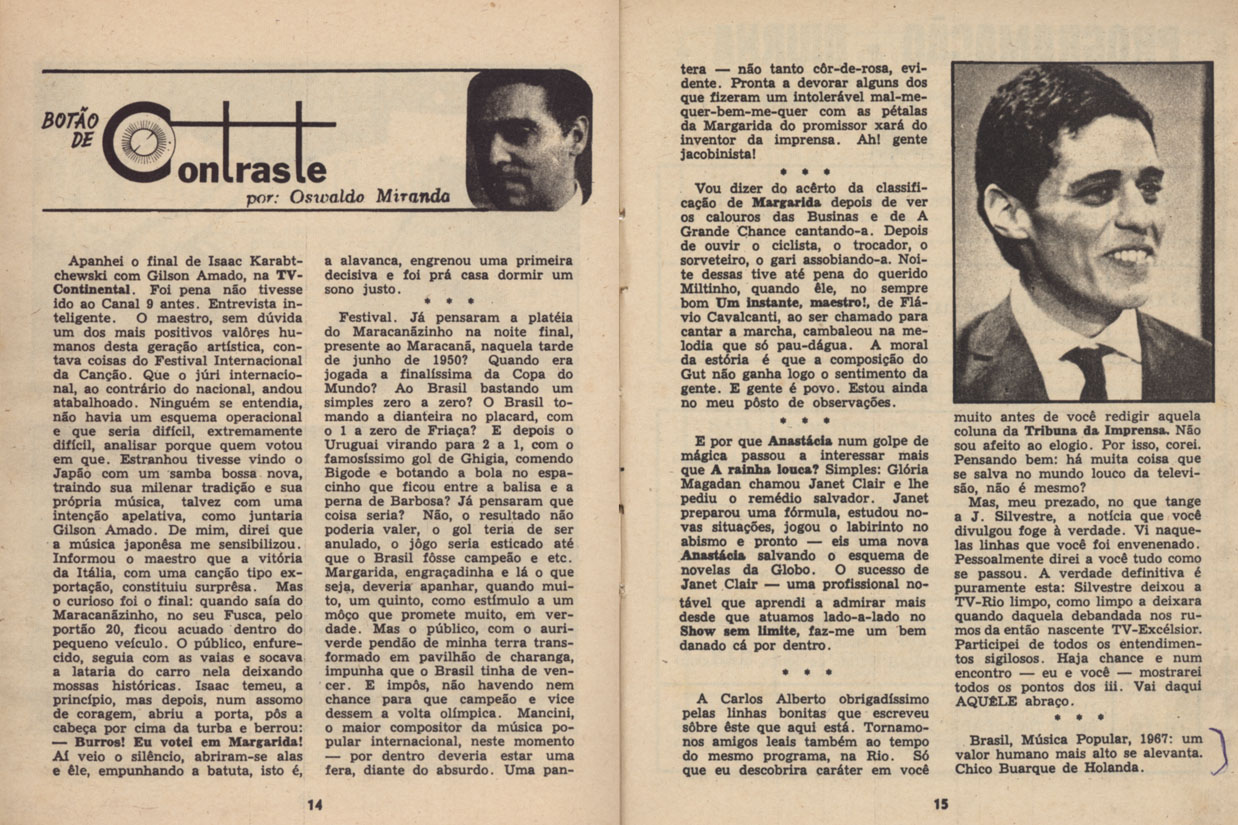 BOTÃO
DE
Contraste
por: Oswaldo Miranda
Apanhei o final de Isaac Karabt-
chewski com Gilson Amado, na TV-
Continental. Foi pena não tivesse
ido ao Canal 9 antes. Entrevista in-
teligente. O maestro, sem dúvida
um dos mais positivos valôres hu-
manos desta geração artística, con-
tava coisas do Festival Internacional
da Canção. Que o júri internacio-
nal, ao contrário do nacional, andou
atabalhoado. Ninguém se entendia,
não havia um esquema operacional
e que seria difícil, extremamente
difícil, analisar porque quem votou
em que. Estranhou tivesse vindo o
Japão com um samba bossa nova,
traindo sua milenar tradição e sua
própria música, talvez com uma
intenção apelativa, como juntaria
Gilson Amado. De mim, direi que
a música japonêsa me sensibilizou.
Informou o maestro que a vitória
da Itália, com uma canção tipo ex-
portação, constituiu surprêsa. Mas
o curioso foi o final: quando saía do
Maracanãzinho, no seu Fusca, pelo
portão 20, ficou acuado dentro do
pequeno veículo. O público, enfure-
cido, seguia com as vaias e socava
a lataria do carro nela deixando
mossas históricas. Isaac temeu, a
princípio, mas depois, num assomo
de coragem, abriu a porta, pôs a
cabeça por cima da turba e berrou:
— Burros! Eu votei em Margarida!
Aí veio o silêncio, abriram-se alas
e êle, empunhando a batuta, isto é,
a alavanca, engrenou uma primeira
decisiva e foi prá casa dormir um
sono justo.
* * *
Festival. Já pensaram a platéia
do Maracanãzinho na noite final,
presente ao Maracanã, naquela tarde
de junho de 1950? Quando era
jogada a finalíssima da Copa do
Mundo? Ao Brasil bastando um
simples zero a zero? O Brasil to-
mando a dianteira no placard, com
o 1 a zero de Friaça? E depois o
Uruguai virando para 2 a 1, com o
famosíssimo gol de Ghigia, comendo
Bigode e botando a bola no espa-
cinho que ficou entre a balisa e a
perna de Barbosa? Já pensaram que
coisa seria? Não, o resultado não
poderia valer, o gol teria de ser
anulado, o jôgo seria esticado até
que o Brasil fôsse campeão e etc.
Margarida, engraçadinha e lá o que
seja, deveria apanhar, quando mui-
to, um quinto, como estímulo a um
môço que promete muito, em ver-
dade. Mas o público, com o auri-
verde pendão de minha terra trans-
formado em pavilhão de charanga,
impunha que o Brasil tinha de ven-
cer. E impôs, não havendo nem
chance para que campeão e vice
dessem a volta olímpica. Mancini,
o maior compositor da música po-
pular internacional, neste momento
— por dentro deveria estar uma
fera, diante do absurdo. Uma pan-
14
tera — não tanto côr-de-rosa, evi-
dente. Pronta a devorar alguns dos
que fizeram um intolerável mal-me-
quer-bem-me-quer com as pétalas
da Margarida do promissor xará do
inventor da imprensa. Ah! gente
jacobinista!
* * *
Vou dizer do acêrto da classifi-
cação de Margarida depois de ver
os calouros das Businas e de A
Grande Chance cantando-a. Depois
de ouvir o ciclista, o trocador, o
sorveteiro, o gari assobiando-a. Noi-
te dessas tive até pena do querido
Miltinho, quando êle, no sempre
bom Um instante, maestro!, de Flá-
vio Cavalcanti, ao ser chamado para
cantar a marcha, cambaleou na me-
lodia que só pau-dágua. A moral
da estória é que a composição do
Gut não ganha logo o sentimento da
gente. E gente é povo. Estou ainda
no meu pôsto de observações.
* * *
E por que Anastácia num golpe de
mágica passou a interessar mais
que A rainha louca? Simples: Glória
Magadan chamou Janet Clair e lhe
pediu o remédio salvador. Janet
preparou uma fórmula, estudou no-
vas situações, jogou o labirinto no
abismo e pronto — eis uma nova
Anastácia salvando o esquema de
novelas da Globo. O sucesso de
Janet Clair — uma profissional no-
tável que aprendi a admirar mais
desde que atuamos lado-a-lado no
Show sem limite, faz-me um bem
danado cá por dentro.
* * *
A Carlos Alberto obrigadíssimo
pelas linhas bonitas que escreveu
sôbre êste que aqui está. Tornamo-
nos amigos leais também ao tempo
do mesmo programa, na Rio. Só
que eu descobrira caráter em você
muito antes de você redigir aquela
coluna da Tribuna da Imprensa. Não
sou afeito ao elogio. Por isso, corei.
Pensando bem: há muita coisa que
se salva no mundo louco da televi-
são, não é mesmo?
Mas, meu prezado, no que tange
a J. Silvestre, a notícia que você
divulgou foge à verdade. Vi naque-
las linhas que você foi envenenado.
Pessoalmente direi a você tudo como
se passou. A verdade definitiva é
puramente esta: Silvestre deixou a
TV-Rio limpo, como limpo a deixara
quando daquela debandada nos ru-
mos da então nascente TV-Excélsior.
Participei de todos os entendimen-
tos sigilosos. Haja chance e num
encontro — eu e você — mostrarei
todos os pontos dos iii. Vai daqui
AQUÊLE abraço.
* * *
Brasil, Música Popular, 1967: um
valor humano mais alto se alevanta.
Chico Buarque de Holanda.
15